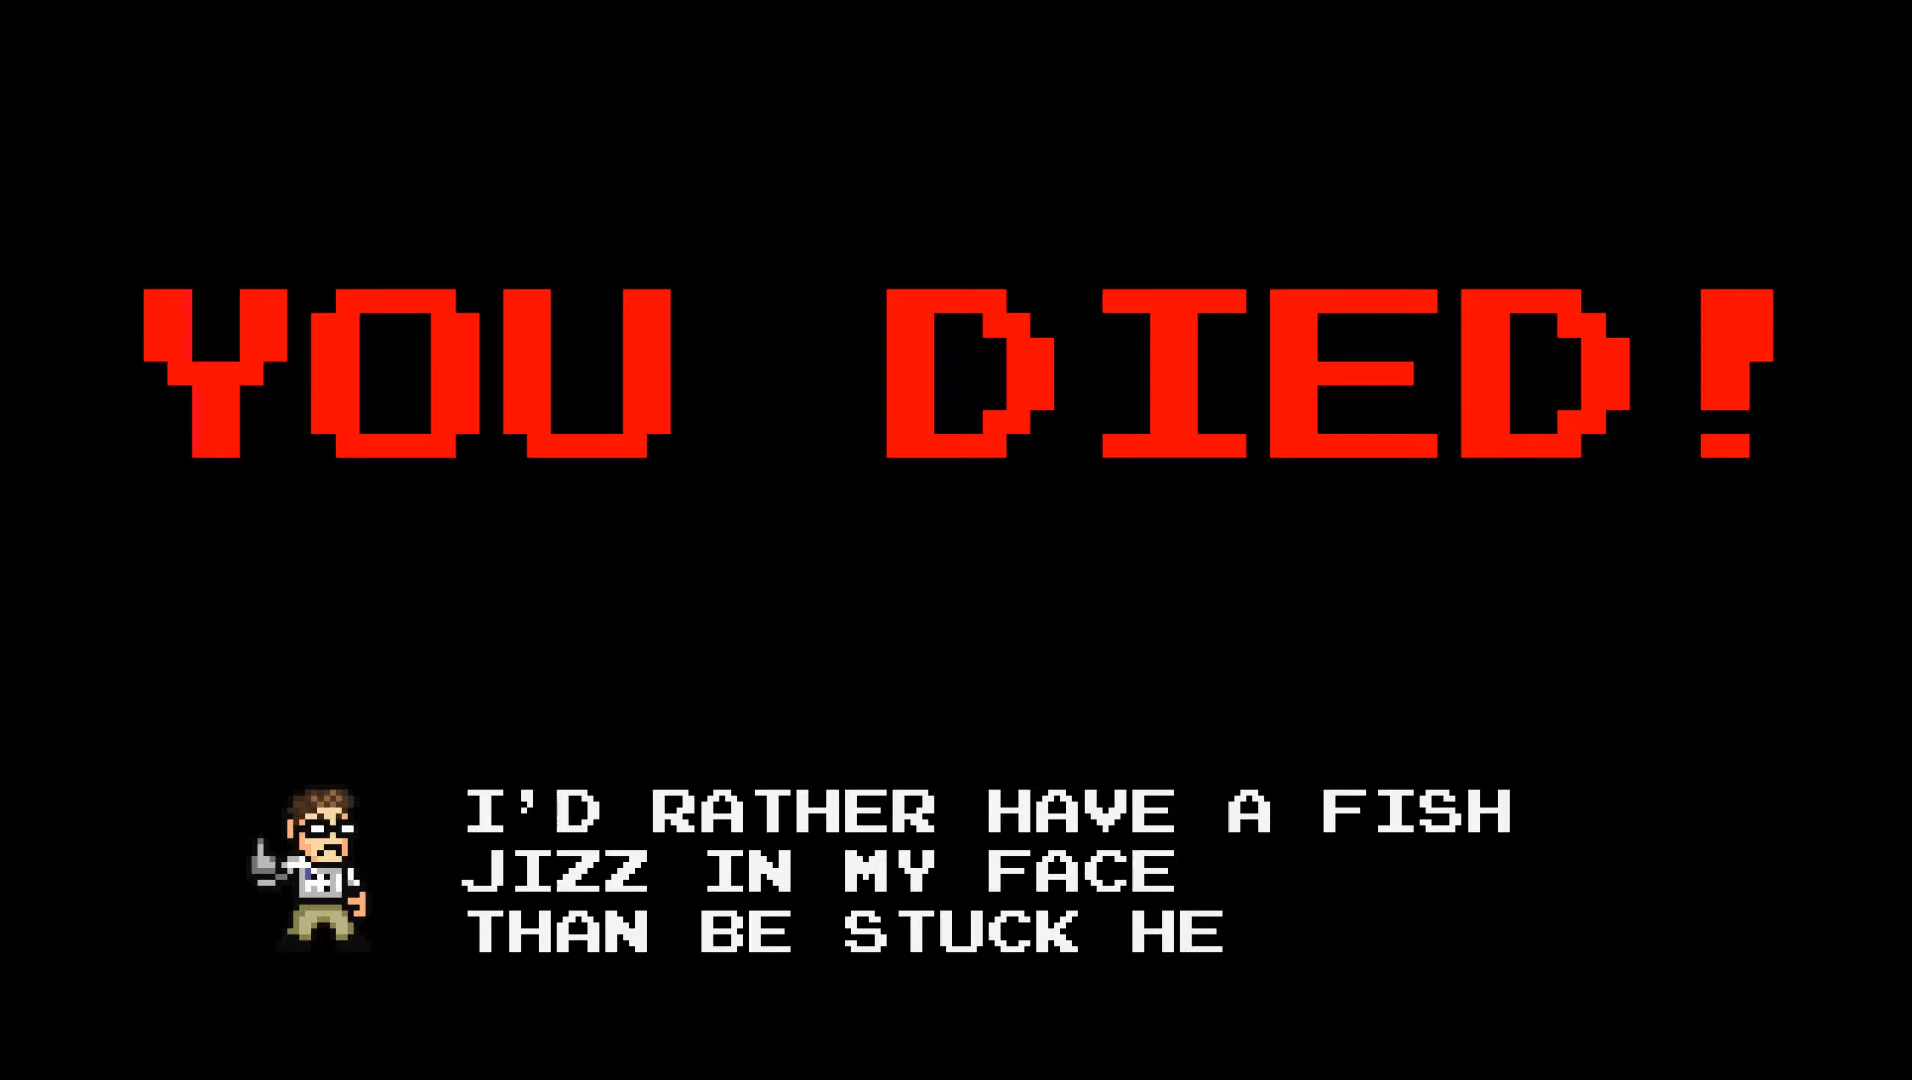 YOU DIED!
I'D RATHER HAVE A FISH
JIZZ IN MY FACE
THAN BE STUCK HE